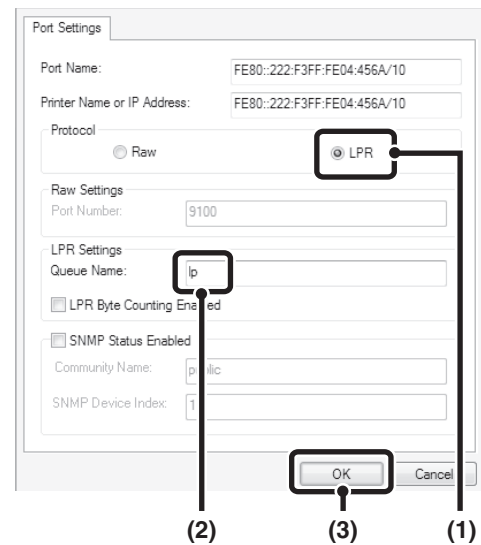 Port Settings
Port Name: FE80::222:F3FF:FE04:456A/10
Printer Name or IP Address: FE80::222:F3FF:FE04:456A/10
Protocol
Raw LPR
Raw Settings
Port Number: 9100
LPR Settings
Queue Name: lp
LPR Byte Counting Enabled
SNMP Status Enabled
Community Name: public
SNMP Device Index: 1
OK Cancel
(2) (3) (1)